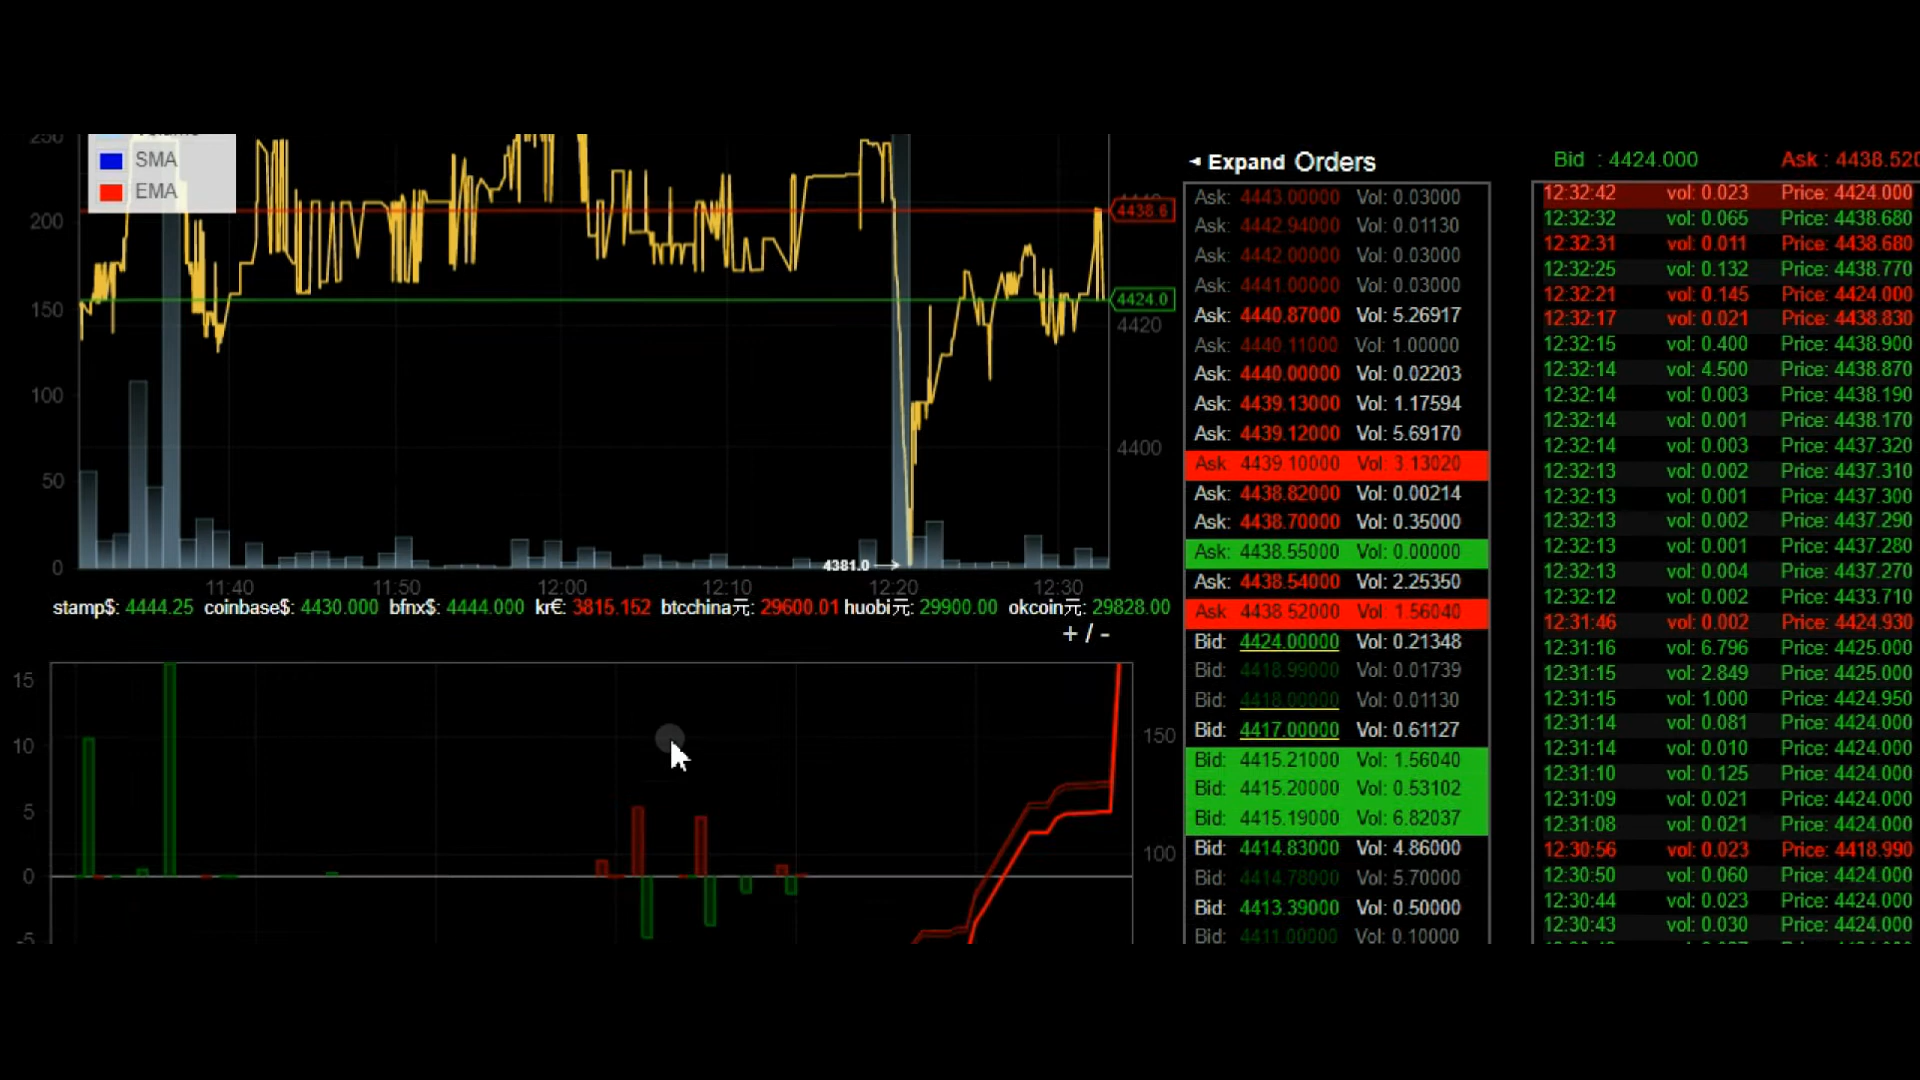 250
SMA
EMA
200
150
100
50
0
4438.6
4424.0
4420
4400
4381.0
11:40 11:50 12:00 12:10 12:20 12:30
stamp$: 4444.25 coinbase$: 4430.000 bfnx$: 4444.000 kr€: 3815.152 btcchina元: 29600.01 huobi元: 29900.00 okcoin元: 29828.00
+ / -
15
10
5
0
-5
150
100
Expand Orders
Ask: 4443.00000 Vol: 0.03000
Ask: 4442.94000 Vol: 0.01130
Ask: 4442.00000 Vol: 0.03000
Ask: 4441.00000 Vol: 0.03000
Ask: 4440.87000 Vol: 5.26917
Ask: 4440.11000 Vol: 1.00000
Ask: 4440.00000 Vol: 0.02203
Ask: 4439.13000 Vol: 1.17594
Ask: 4439.12000 Vol: 5.69170
Ask: 4439.10000 Vol: 3.13020
Ask: 4438.82000 Vol: 0.00214
Ask: 4438.70000 Vol: 0.35000
Ask: 4438.55000 Vol: 0.00000
Ask: 4438.54000 Vol: 2.25350
Ask: 4438.52000 Vol: 1.56040
Bid: 4424.00000 Vol: 0.21348
Bid: 4418.99000 Vol: 0.01739
Bid: 4418.00000 Vol: 0.01130
Bid: 4417.00000 Vol: 0.61127
Bid: 4415.21000 Vol: 1.56040
Bid: 4415.20000 Vol: 0.53102
Bid: 4415.19000 Vol: 6.82037
Bid: 4414.83000 Vol: 4.86000
Bid: 4414.78000 Vol: 5.70000
Bid: 4413.39000 Vol: 0.50000
Bid: 4411.00000 Vol: 0.10000
Bid : 4424.000 Ask : 4438.520
12:32:42 vol: 0.023 Price: 4424.000
12:32:32 vol: 0.065 Price: 4438.680
12:32:31 vol: 0.011 Price: 4438.680
12:32:25 vol: 0.132 Price: 4438.770
12:32:21 vol: 0.145 Price: 4424.000
12:32:17 vol: 0.021 Price: 4438.830
12:32:15 vol: 0.400 Price: 4438.900
12:32:14 vol: 4.500 Price: 4438.870
12:32:14 vol: 0.003 Price: 4438.190
12:32:14 vol: 0.001 Price: 4438.170
12:32:14 vol: 0.003 Price: 4437.320
12:32:13 vol: 0.002 Price: 4437.310
12:32:13 vol: 0.001 Price: 4437.300
12:32:13 vol: 0.002 Price: 4437.290
12:32:13 vol: 0.001 Price: 4437.280
12:32:13 vol: 0.004 Price: 4437.270
12:32:12 vol: 0.002 Price: 4433.710
12:31:46 vol: 0.002 Price: 4424.930
12:31:16 vol: 6.796 Price: 4425.000
12:31:15 vol: 2.849 Price: 4425.000
12:31:15 vol: 1.000 Price: 4424.950
12:31:14 vol: 0.081 Price: 4424.000
12:31:14 vol: 0.010 Price: 4424.000
12:31:10 vol: 0.125 Price: 4424.000
12:31:09 vol: 0.021 Price: 4424.000
12:31:08 vol: 0.021 Price: 4424.000
12:30:56 vol: 0.023 Price: 4418.990
12:30:50 vol: 0.060 Price: 4424.000
12:30:44 vol: 0.023 Price: 4424.000
12:30:43 vol: 0.030 Price: 4424.000